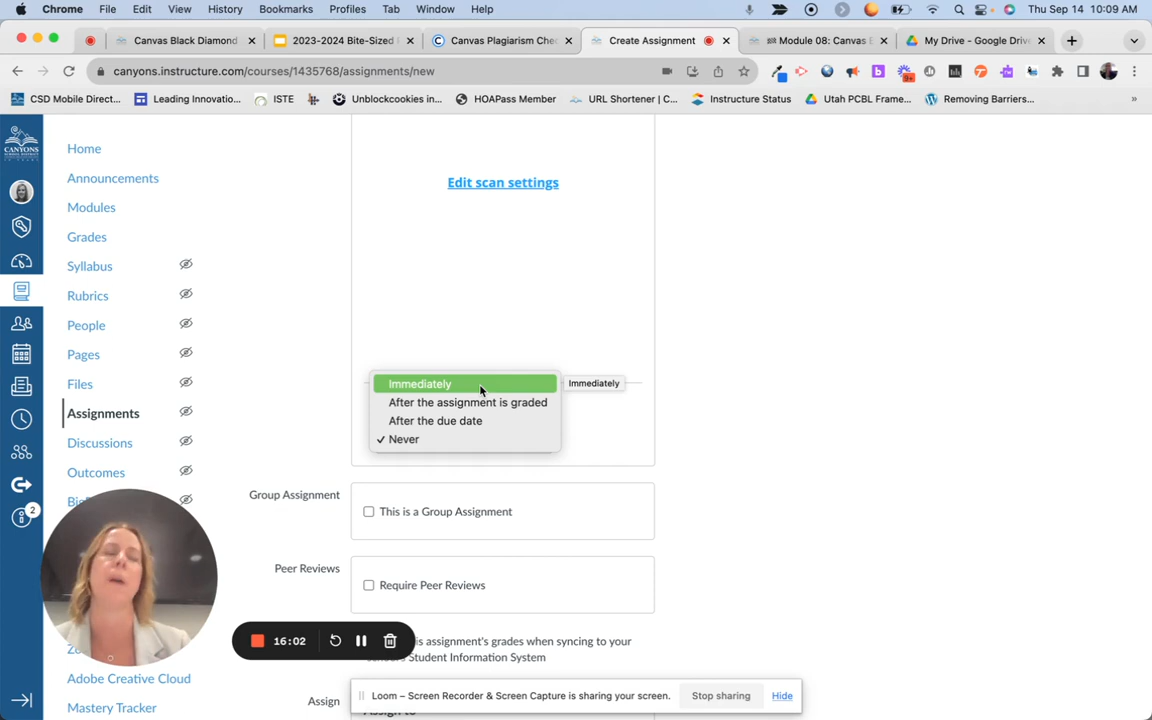 Chrome File Edit View History Bookmarks Profiles Tab Window Help Thu Sep 14 10:09 AM
Canvas Black Diamond
2023-2024 Bite-Sized
Canvas Plagiarism Chec
Create Assignment
Module 08: Canvas E
My Drive - Google Drive
canyons.instructure.com/courses/1435768/assignments/new
9+
CSD Mobile Direct...
Leading Innovatio...
ISTE
Unblockcookies in...
HOAPass Member
URL Shortener | C...
Instructure Status
Utah PCBL Frame...
Removing Barriers...
»
CANYONS
Home
Announcements
Modules
Grades
Syllabus
Rubrics
People
Pages
Files
Assignments
Discussions
Outcomes
2
Adobe Creative Cloud
Mastery Tracker
Edit scan settings
Immediately
Immediately
After the assignment is graded
After the due date
✓ Never
Group Assignment
This is a Group Assignment
Peer Reviews
Require Peer Reviews
16:02
is assignment's grades when syncing to your
Student Information System
Loom – Screen Recorder & Screen Capture is sharing your screen.
Stop sharing
Hide
Assign
Assign to